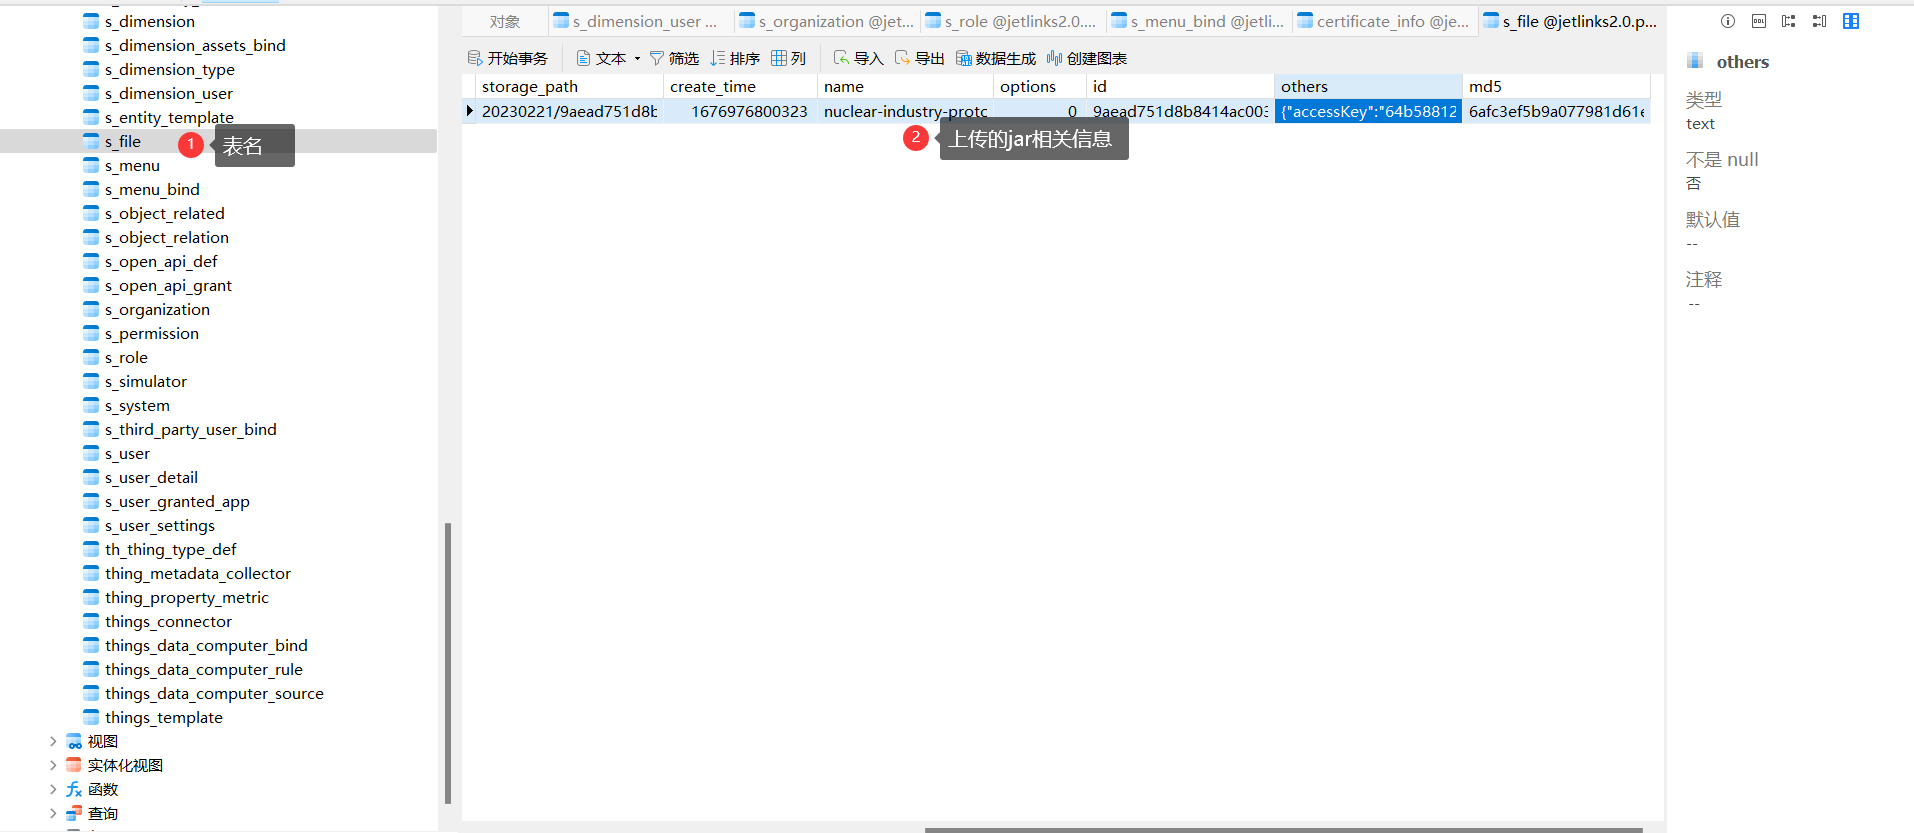 s_dimension
s_dimension_assets_bind
s_dimension_type
s_dimension_user
s_entity_template
s_file
1 表名
s_menu
s_menu_bind
s_object_related
s_object_relation
s_open_api_def
s_open_api_grant
s_organization
s_permission
s_role
s_simulator
s_system
s_third_party_user_bind
s_user
s_user_detail
s_user_granted_app
s_user_settings
th_thing_type_def
thing_metadata_collector
thing_property_metric
things_connector
things_data_computer_bind
things_data_computer_rule
things_data_computer_source
things_template
视图
实体化视图
函数
查询
对象 s_dimension_user ... s_organization @jet... s_role @jetlinks2.0.... s_menu_bind @jetli... certificate_info @je... s_file @jetlinks2.0.p...
开始事务 文本 筛选 排序 列 导入 导出 数据生成 创建图表
storage_path create_time name options id others md5
20230221/9aead751d8b 1676976800323 nuclear-industry-protc 0 9aead751d8b8414ac003 {"accessKey":"64b58812 6afc3ef5b9a077981d61e
2 上传的jar相关信息
DDL
others
类型
text
不是 null
否
默认值
--
注释
--